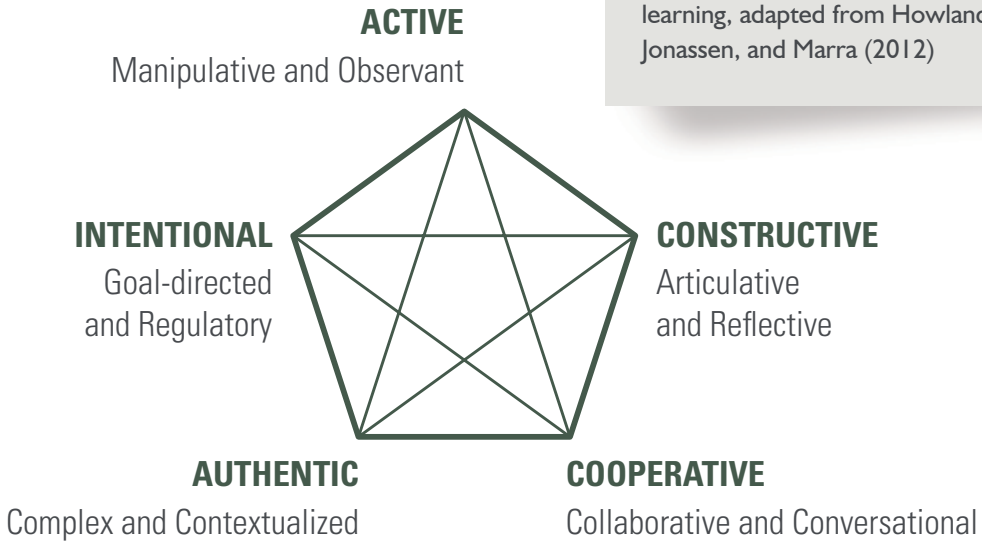 ACTIVE
Manipulative and Observant
learning, adapted from Howland
Jonassen, and Marra (2012)
INTENTIONAL
Goal-directed
and Regulatory
CONSTRUCTIVE
Articulative
and Reflective
AUTHENTIC
Complex and Contextualized
COOPERATIVE
Collaborative and Conversational